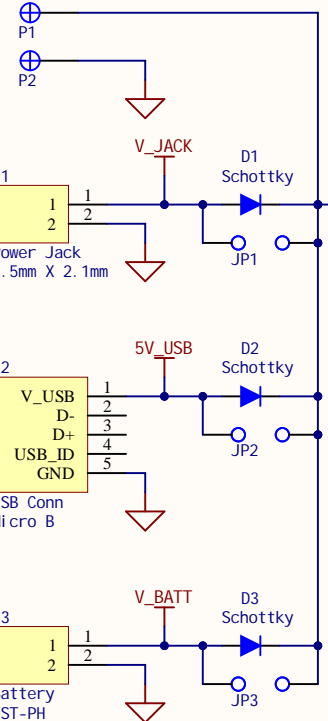 P1
P2
V_JACK
D1
Schottky
1
1
1
2
2
JP1
ower Jack
.5mm X 2.1mm
5V_USB
D2
Schottky
2
V_USB
1
D-
2
D+
3
USB_ID
4
GND
5
JP2
SB Conn
icro B
V_BATT
D3
Schottky
3
1
1
2
2
JP3
attery
ST-PH